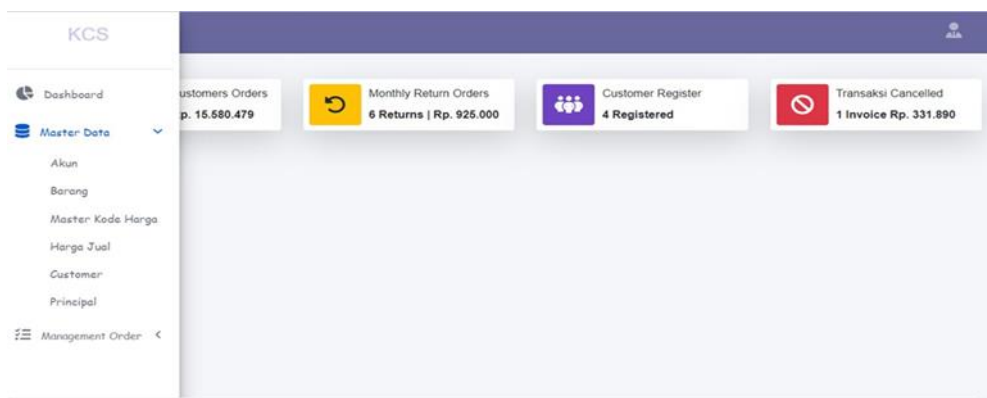 KCS
Dashboard
Master Data
Akun
Barang
Master Kode Harga
Harga Jual
Customer
Principal
Management Order
ustomers Orders
p. 15.580.479
Monthly Return Orders
6 Returns | Rp. 925.000
Customer Register
4 Registered
Transaksi Cancelled
1 Invoice Rp. 331.890